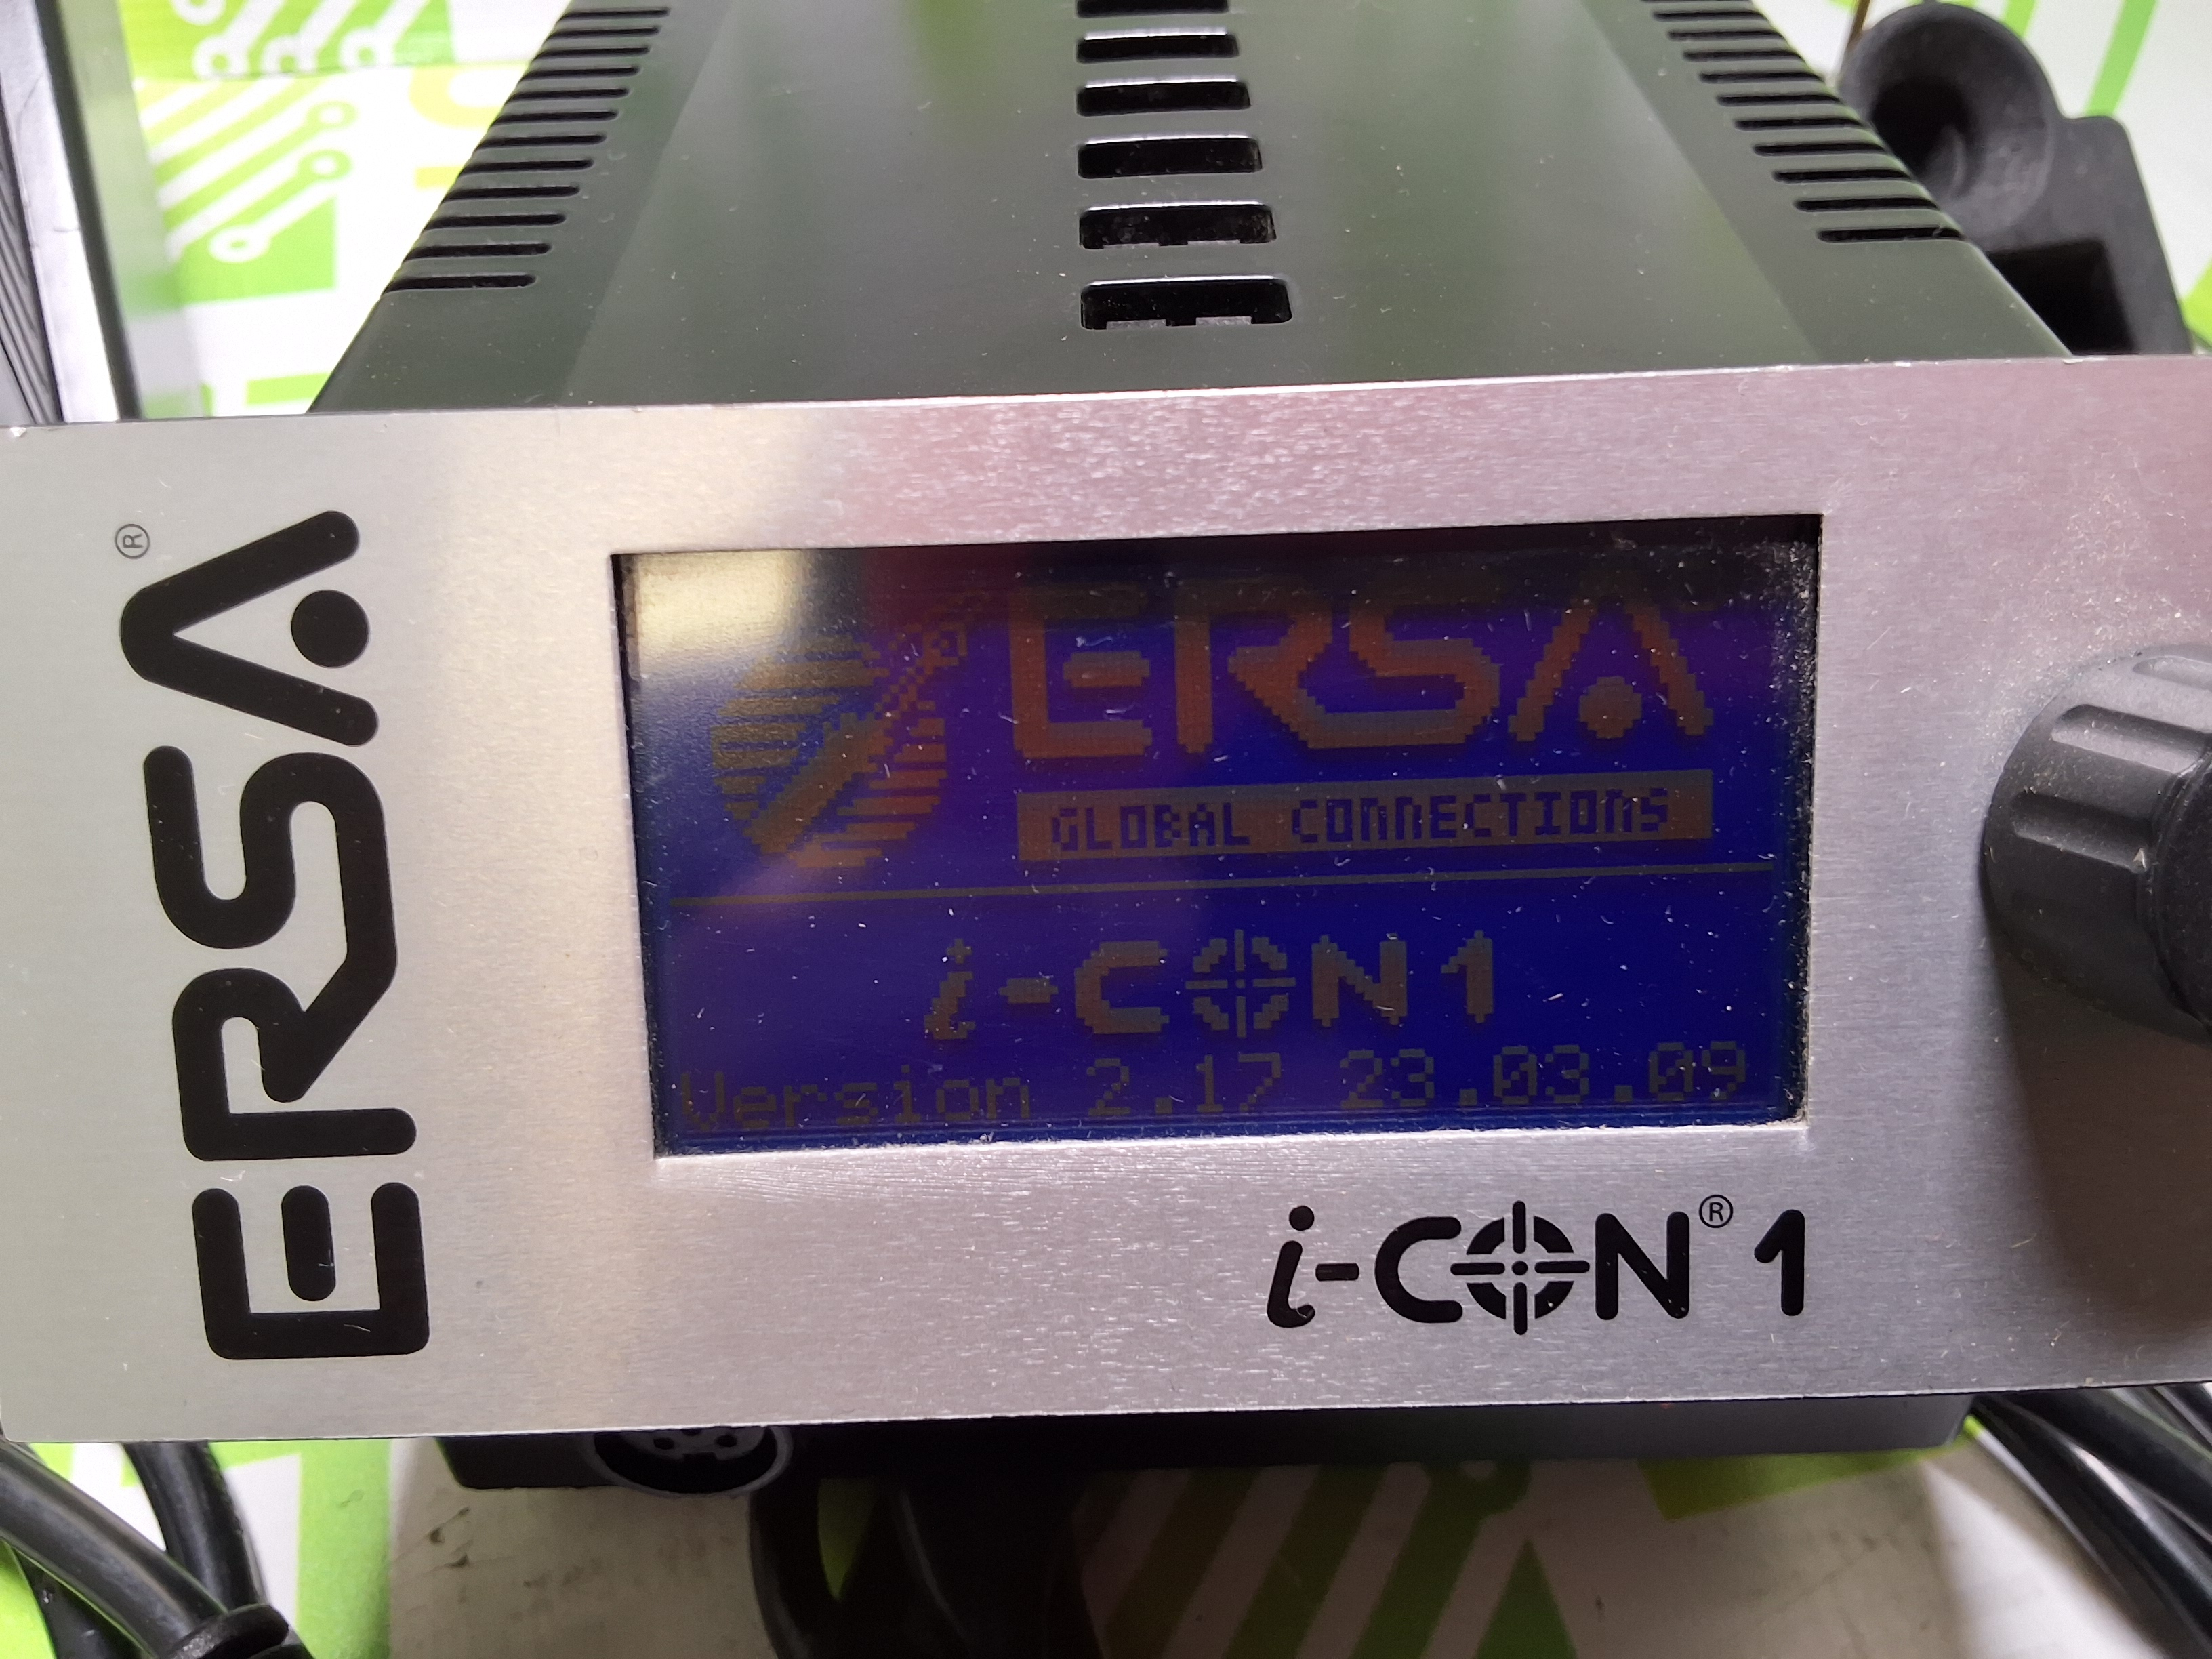 ERSA®
ERSA
GLOBAL CONNECTIONS
i-CON1
Version 2.17 23.03.09
i-CON® 1